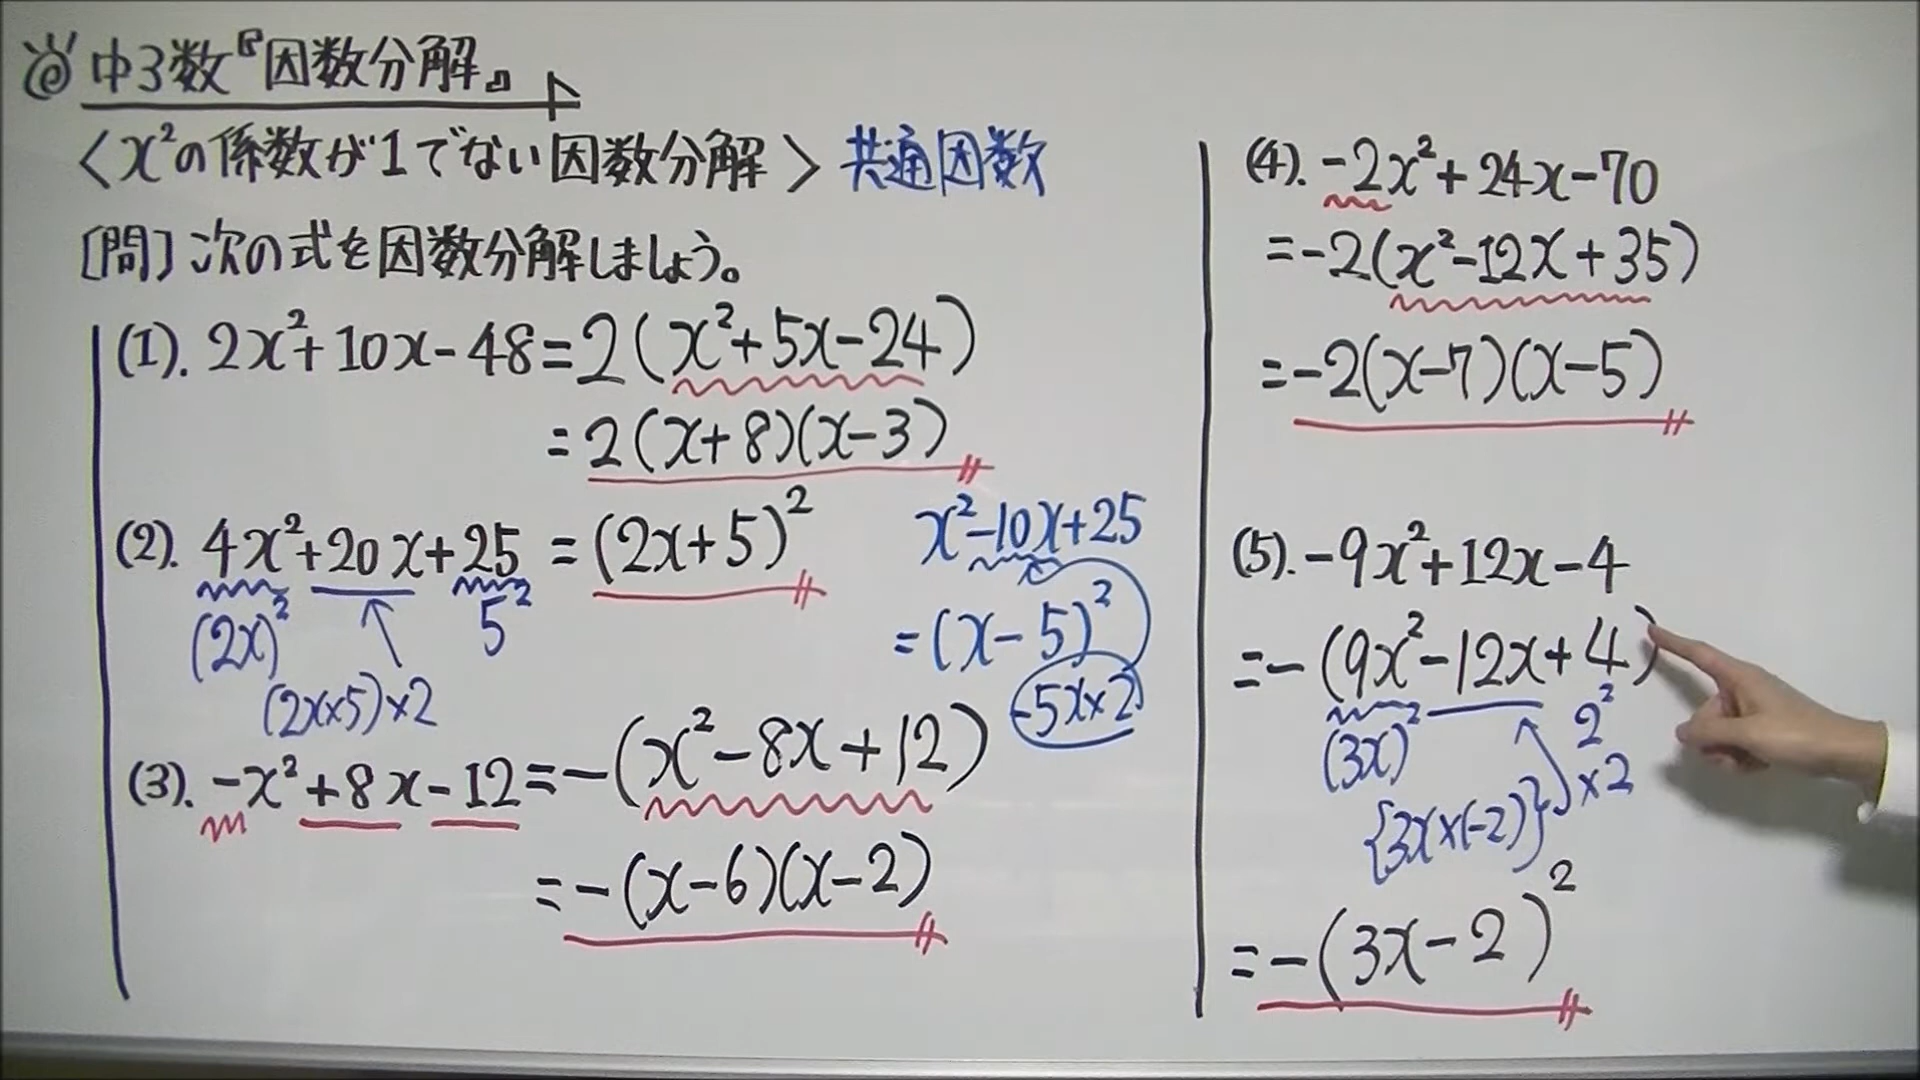 中3数『因数分解』
〈x²の係数が1でない因数分解〉 共通因数
[問] 次の式を因数分解しましょう。
(1). 2x²+10x-48=2(x²+5x-24)
=2(x+8)(x-3)
(2). 4x²+20x+25=(2x+5)²
(2x)² 5²
(2x×5)×2
x²-10x+25
=(x-5)²
-5x×2
(3). -x²+8x-12=-(x²-8x+12)
=-(x-6)(x-2)
(4). -2x²+24x-70
=-2(x²-12x+35)
=-2(x-7)(x-5)
(5). -9x²+12x-4
=-(9x²-12x+4)
(3x)² 2²
{3x×(-2)}×2
=-(3x-2)²